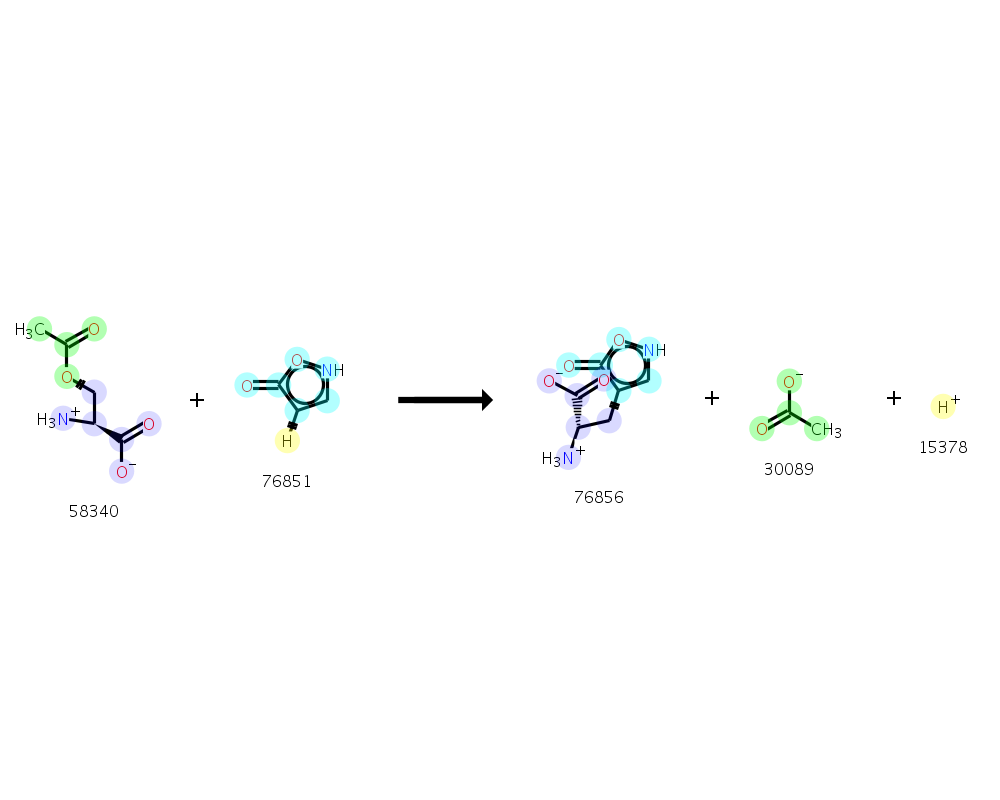 H₃C O
O
H₃N⁺ O
O⁻
58340
+
O NH
O
H
76851
O NH
O
O⁻ O
H₃N⁺
76856
+
O⁻
O CH₃
30089
+
H⁺
15378